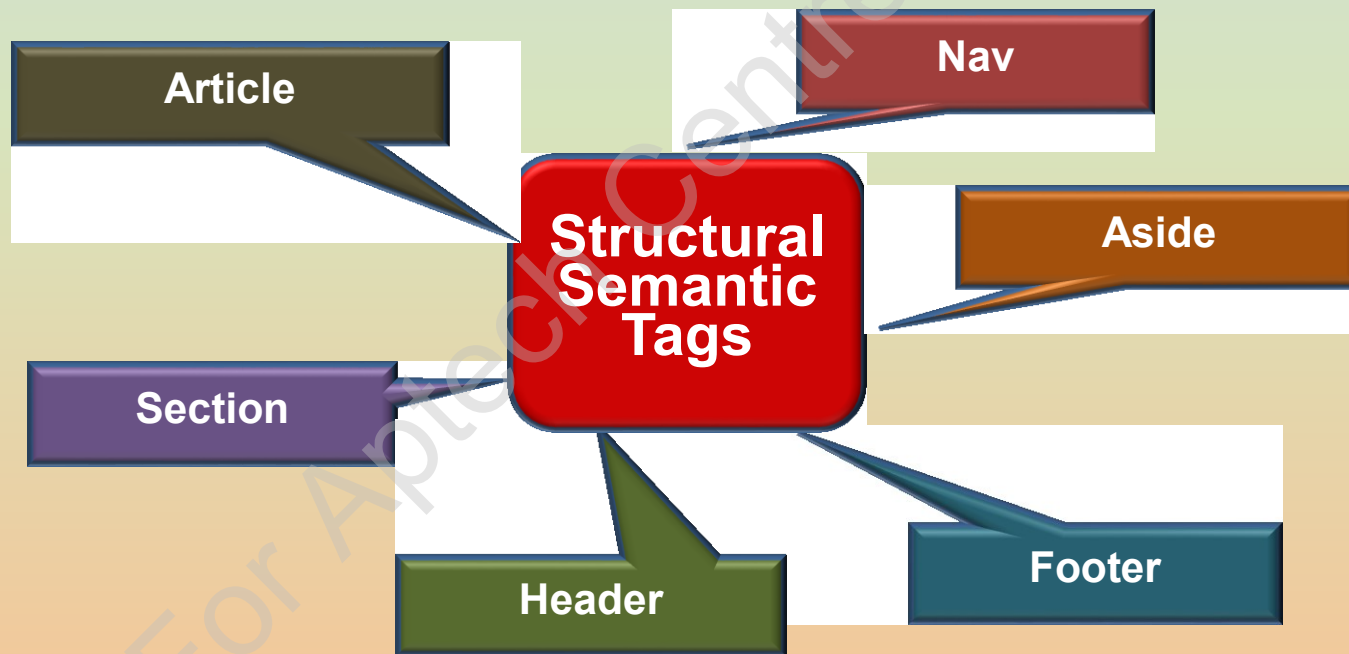 Nav
Article
Structural
Semantic
Tags
Aside
Section
Footer
Header
For Aptech Centre